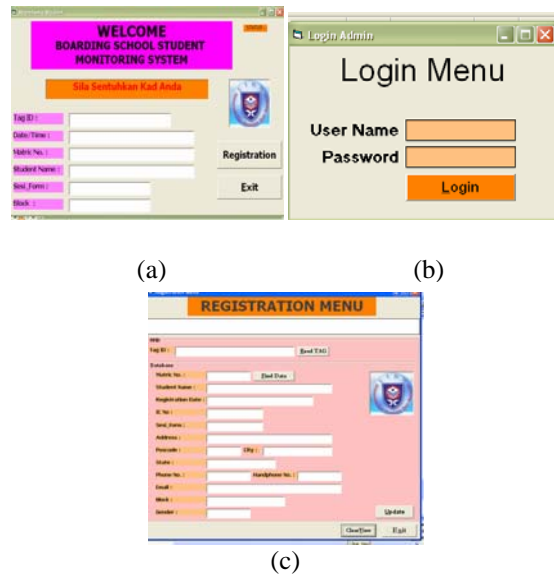 WELCOME
BOARDING SCHOOL STUDENT
MONITORING SYSTEM
Sila Sentuhkan Kad Anda
Tag ID :
Date/Time :
Matric No. :
Student Name :
Sesi_Form :
Block :
Registration
Exit
Login Admin
Login Menu
User Name
Password
Login
(a) (b)
REGISTRATION MENU
Tag ID :
Read TAG
Database
Matric No. :
Find Data
Student Name :
Registration Date :
IC No :
Sesi_Form :
Address :
Poscode : City :
State :
Phone No. : Handphone No. :
Email :
Block :
Gender :
Update
Exit
(c)